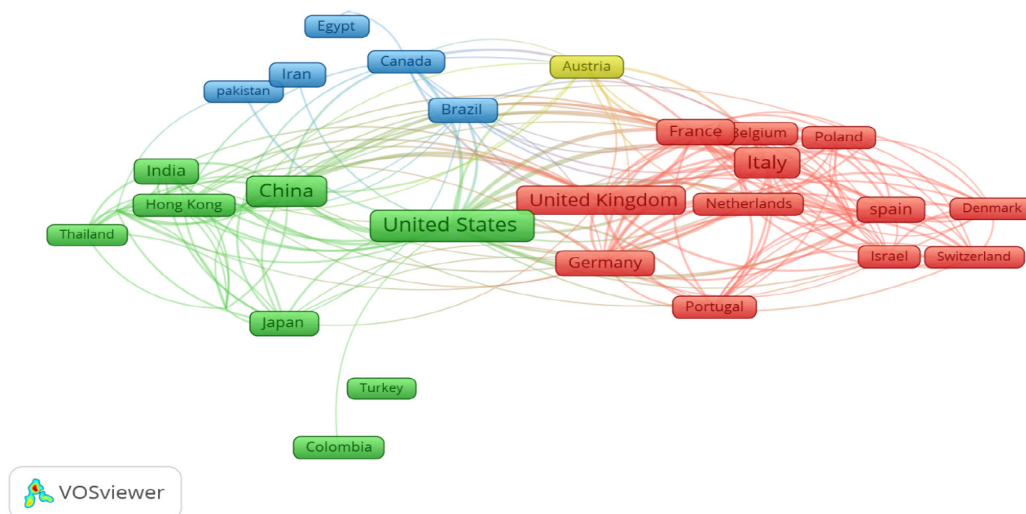 Egypt
Canada
Austria
Iran
pakistan
Brazil
France
Belgium
Poland
Italy
India
China
Hong Kong
United Kingdom
Netherlands
spain
Denmark
United States
Thailand
Germany
Israel
Switzerland
Portugal
Japan
Turkey
Colombia
VOSviewer